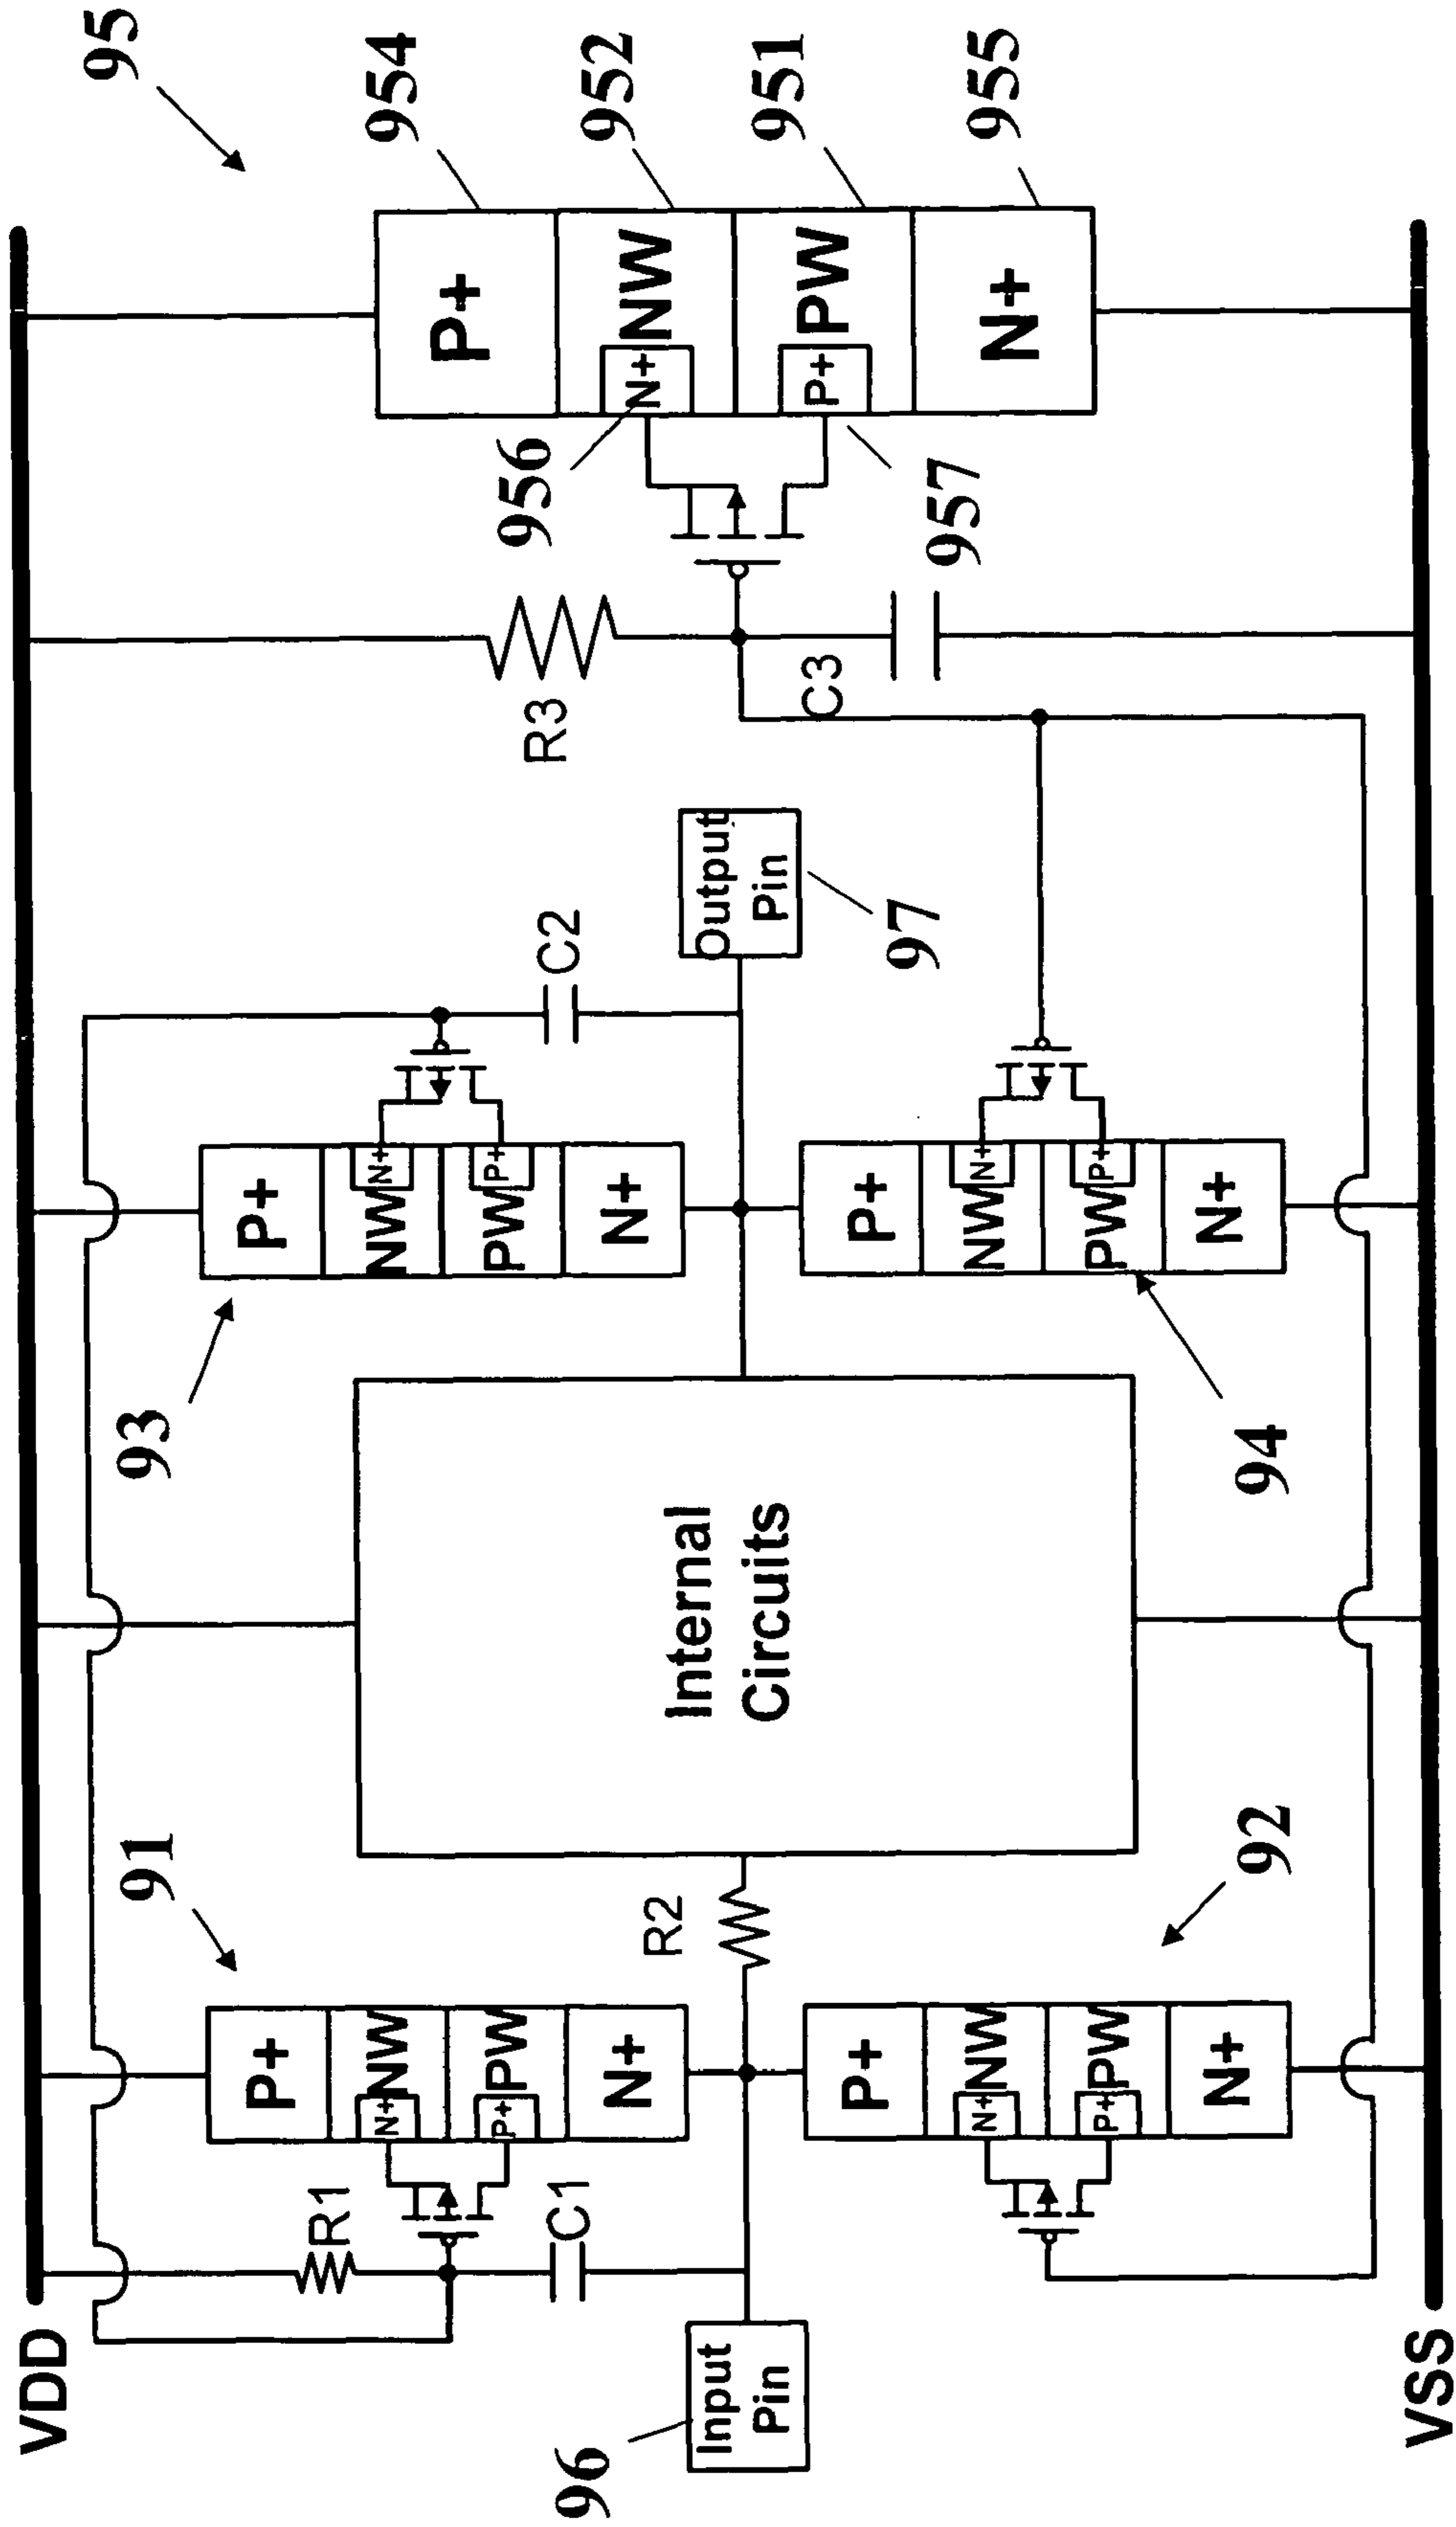 95
VDD
R1
91
P+
NW
N+
PW
P+
N+
C1
96
Input
Pin
R2
92
P+
NW
N+
PW
P+
N+
Internal
Circuits
93
P+
NW
N+
PW
P+
N+
C2
Output
Pin
97
94
P+
NW
N+
PW
P+
N+
R3
C3
956
957
P+
NW
N+
PW
P+
N+
954
952
951
955
VSS